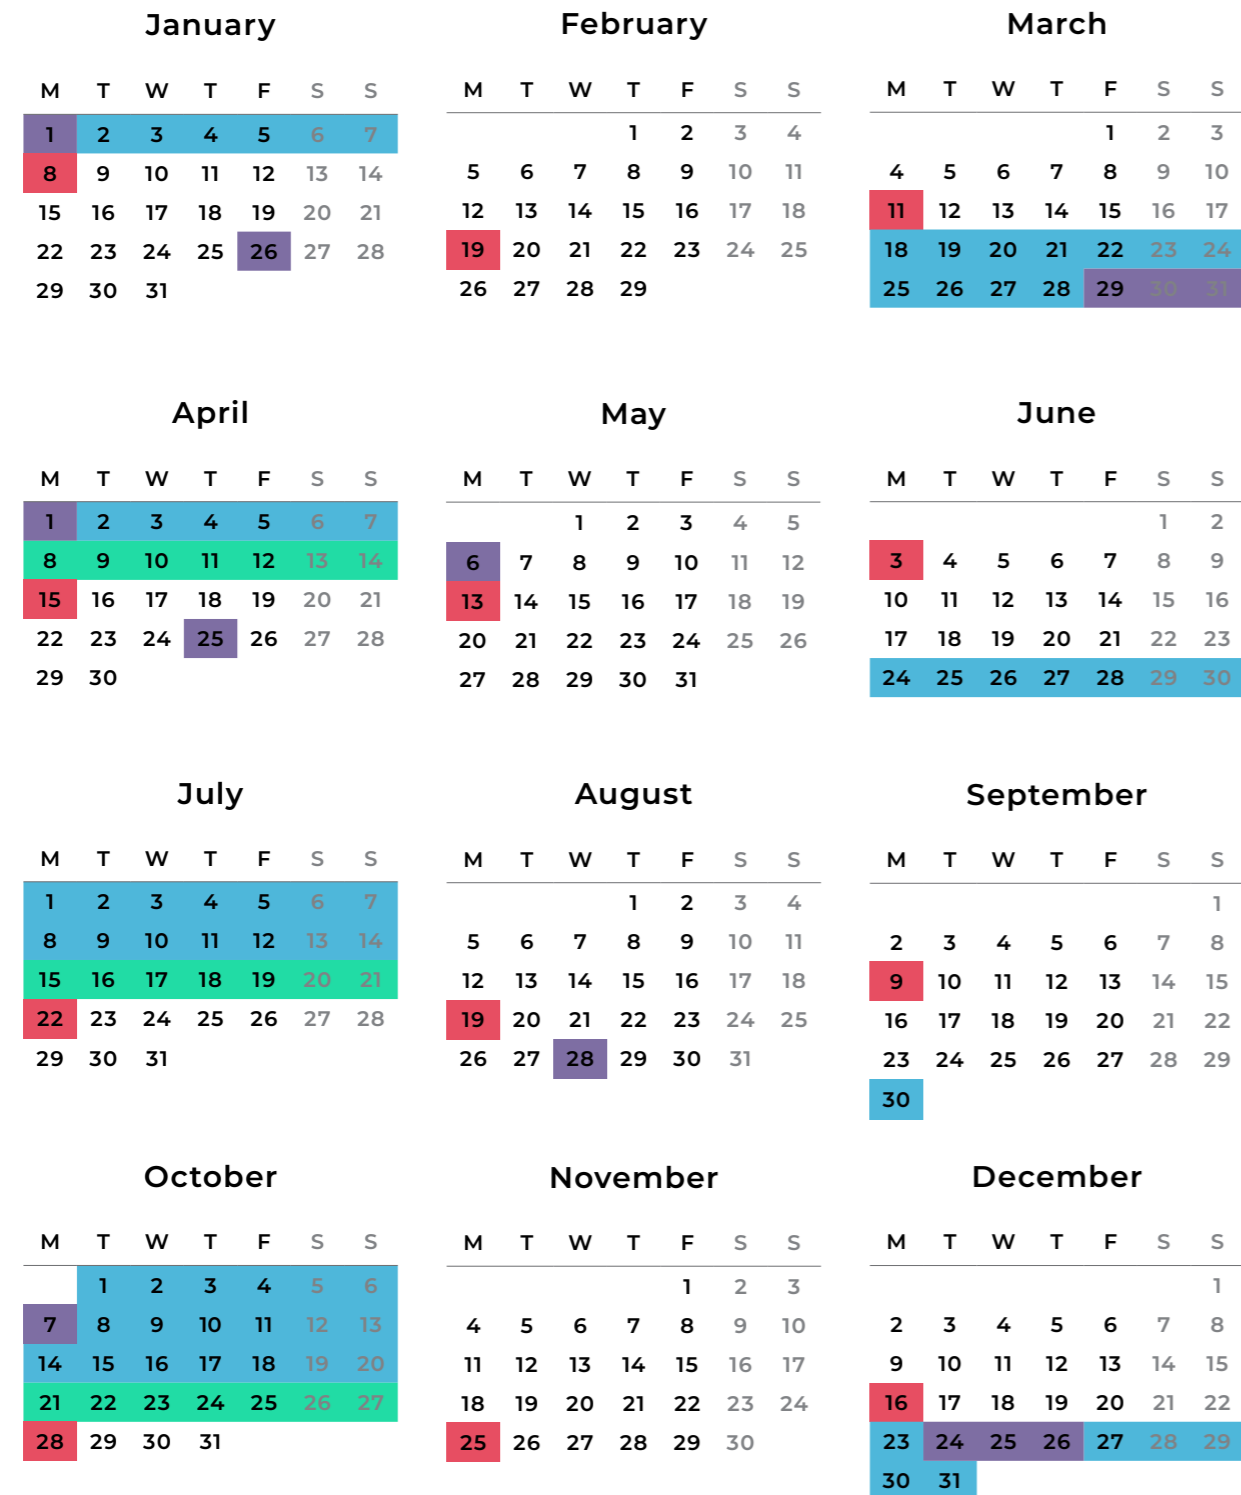 January
M T W T F S S
1 2 3 4 5 6 7
8 9 10 11 12 13 14
15 16 17 18 19 20 21
22 23 24 25 26 27 28
29 30 31
February
M T W T F S S
1 2 3 4
5 6 7 8 9 10 11
12 13 14 15 16 17 18
19 20 21 22 23 24 25
26 27 28 29
March
M T W T F S S
1 2 3
4 5 6 7 8 9 10
11 12 13 14 15 16 17
18 19 20 21 22 23 24
25 26 27 28 29 30 31
April
M T W T F S S
1 2 3 4 5 6 7
8 9 10 11 12 13 14
15 16 17 18 19 20 21
22 23 24 25 26 27 28
29 30
May
M T W T F S S
1 2 3 4 5
6 7 8 9 10 11 12
13 14 15 16 17 18 19
20 21 22 23 24 25 26
27 28 29 30 31
June
M T W T F S S
1 2
3 4 5 6 7 8 9
10 11 12 13 14 15 16
17 18 19 20 21 22 23
24 25 26 27 28 29 30
July
M T W T F S S
1 2 3 4 5 6 7
8 9 10 11 12 13 14
15 16 17 18 19 20 21
22 23 24 25 26 27 28
29 30 31
August
M T W T F S S
1 2 3 4
5 6 7 8 9 10 11
12 13 14 15 16 17 18
19 20 21 22 23 24 25
26 27 28 29 30 31
September
M T W T F S S
1
2 3 4 5 6 7 8
9 10 11 12 13 14 15
16 17 18 19 20 21 22
23 24 25 26 27 28 29
30
October
M T W T F S S
1 2 3 4 5 6
7 8 9 10 11 12 13
14 15 16 17 18 19 20
21 22 23 24 25 26 27
28 29 30 31
November
M T W T F S S
1 2 3
4 5 6 7 8 9 10
11 12 13 14 15 16 17
18 19 20 21 22 23 24
25 26 27 28 29 30
December
M T W T F S S
1
2 3 4 5 6 7 8
9 10 11 12 13 14 15
16 17 18 19 20 21 22
23 24 25 26 27 28 29
30 31